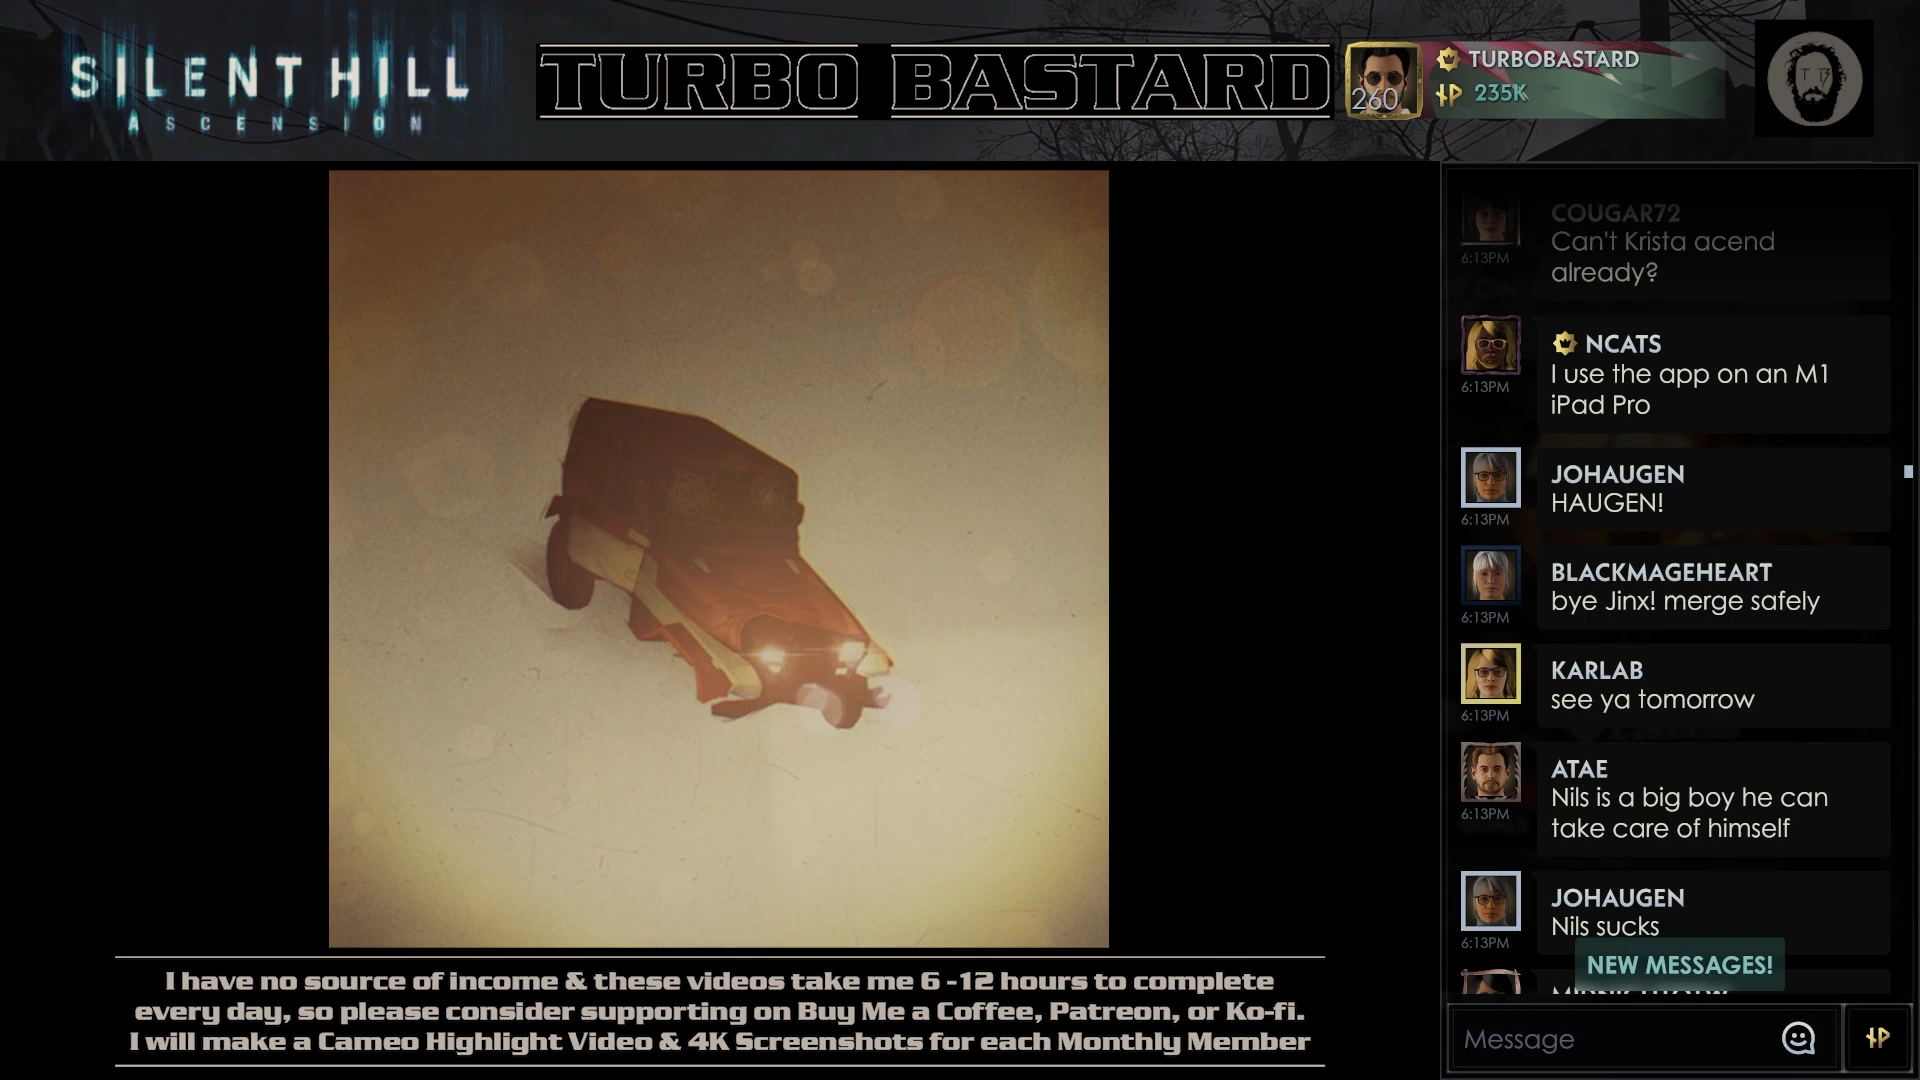 SILENT HILL
ASCENSION
TURBO BASTARD
260
TURBOBASTARD
235K
COUGAR72
Can't Krista acend
already?
6:13PM
NCATS
I use the app on an M1
iPad Pro
6:13PM
JOHAUGEN
HAUGEN!
6:13PM
BLACKMAGEHEART
bye Jinx! merge safely
6:13PM
KARLAB
see ya tomorrow
6:13PM
ATAE
Nils is a big boy he can
take care of himself
6:13PM
JOHAUGEN
Nils sucks
6:13PM
NEW MESSAGES!
Message
I have no source of income & these videos take me 6 -12 hours to complete
every day, so please consider supporting on Buy Me a Coffee, Patreon, or Ko-fi.
I will make a Cameo Highlight Video & 4K Screenshots for each Monthly Member